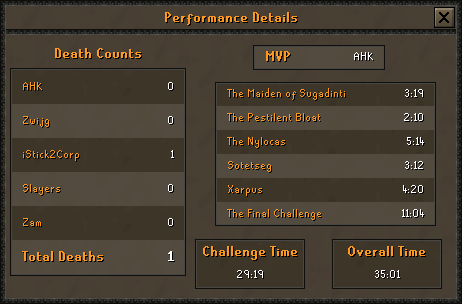 Performance Details
Death Counts
AHK 0
Zwijg 0
iStick2Corp 1
Slayers 0
Zam 0
Total Deaths 1
MVP AHK
The Maiden of Sugadinti 3:19
The Pestilent Bloat 2:10
The Nylocas 5:14
Sotetseg 3:12
Xarpus 4:20
The Final Challenge 11:04
Challenge Time
29:19
Overall Time
35:01